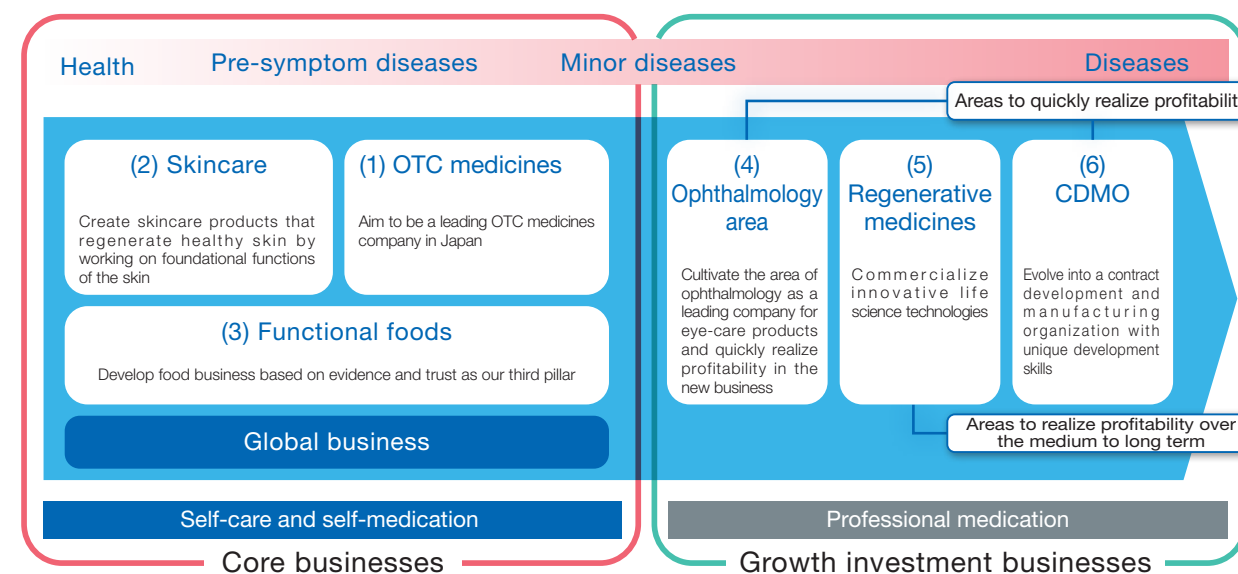 Health
Pre-symptom diseases
Minor diseases
Diseases
Areas to quickly realize profitabilit
(2) Skincare
Create skincare products that
regenerate healthy skin by
working on foundational functions
of the skin
(1) OTC medicines
Aim to be a leading OTC medicines
company in Japan
(3) Functional foods
Develop food business based on evidence and trust as our third pillar
Global business
(4)
Ophthalmology
area
Cultivate the area of
ophthalmology as a
leading company for
eye-care products
and quickly realize
profitability in the
new business
(5)
Regenerative
medicines
Commercialize
innovative life
science technologies
(6)
CDMO
Evolve into a contract
development and
manufacturing
organization with
unique development
skills
Areas to realize profitability over
the medium to long term
Self-care and self-medication
Professional medication
Core businesses
Growth investment businesses